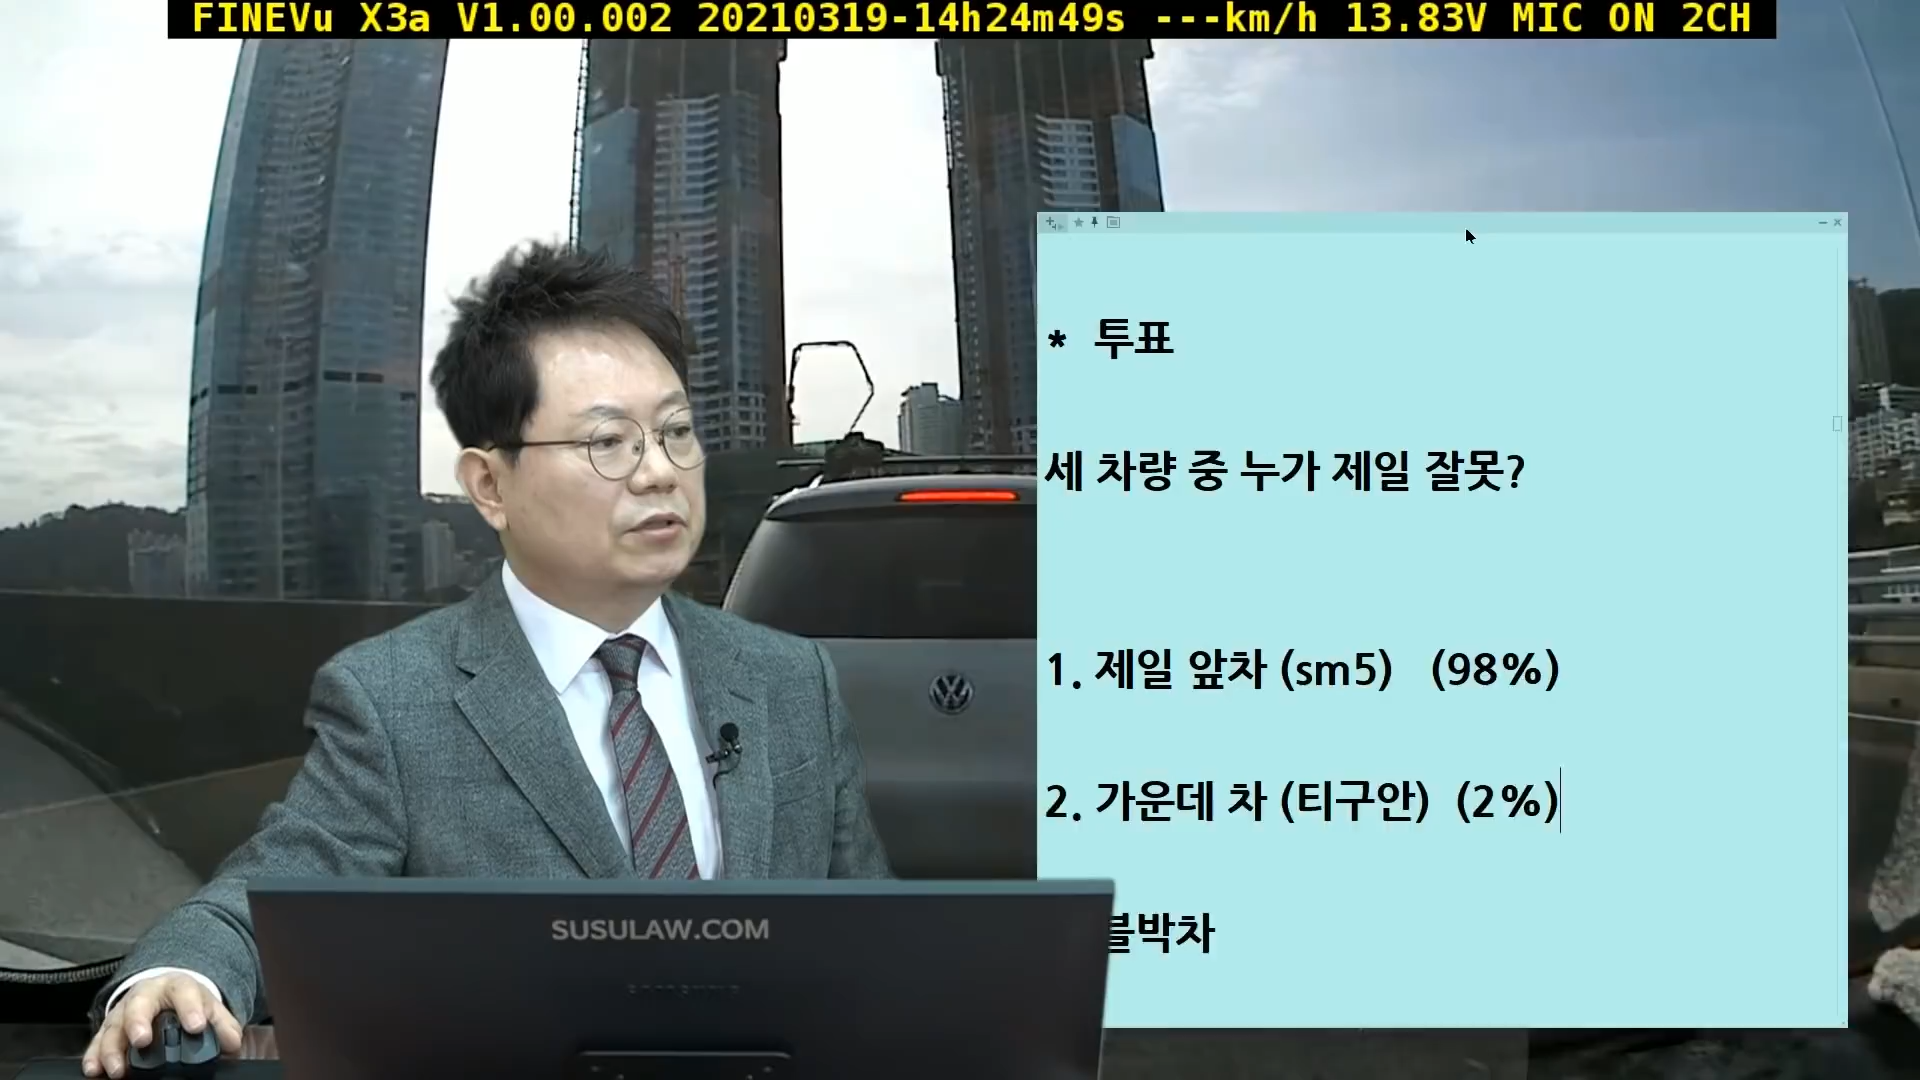 FINEVu X3a V1.00.002 20210319-14h24m49s ---km/h 13.83V MIC ON 2CH
* 투표
세 차량 중 누가 제일 잘못?
1. 제일 앞차 (sm5) (98%)
2. 가운데 차 (티구안) (2%)
블박차
SUSULAW.COM